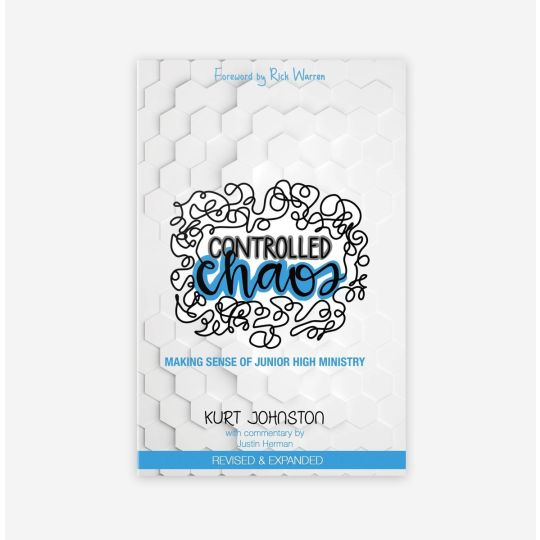 Foreword by Rick Warren
CONTROLLED
chaos
MAKING SENSE OF JUNIOR HIGH MINISTRY
KURT JOHNSTON
with commentary by
Justin Herman
REVISED & EXPANDED